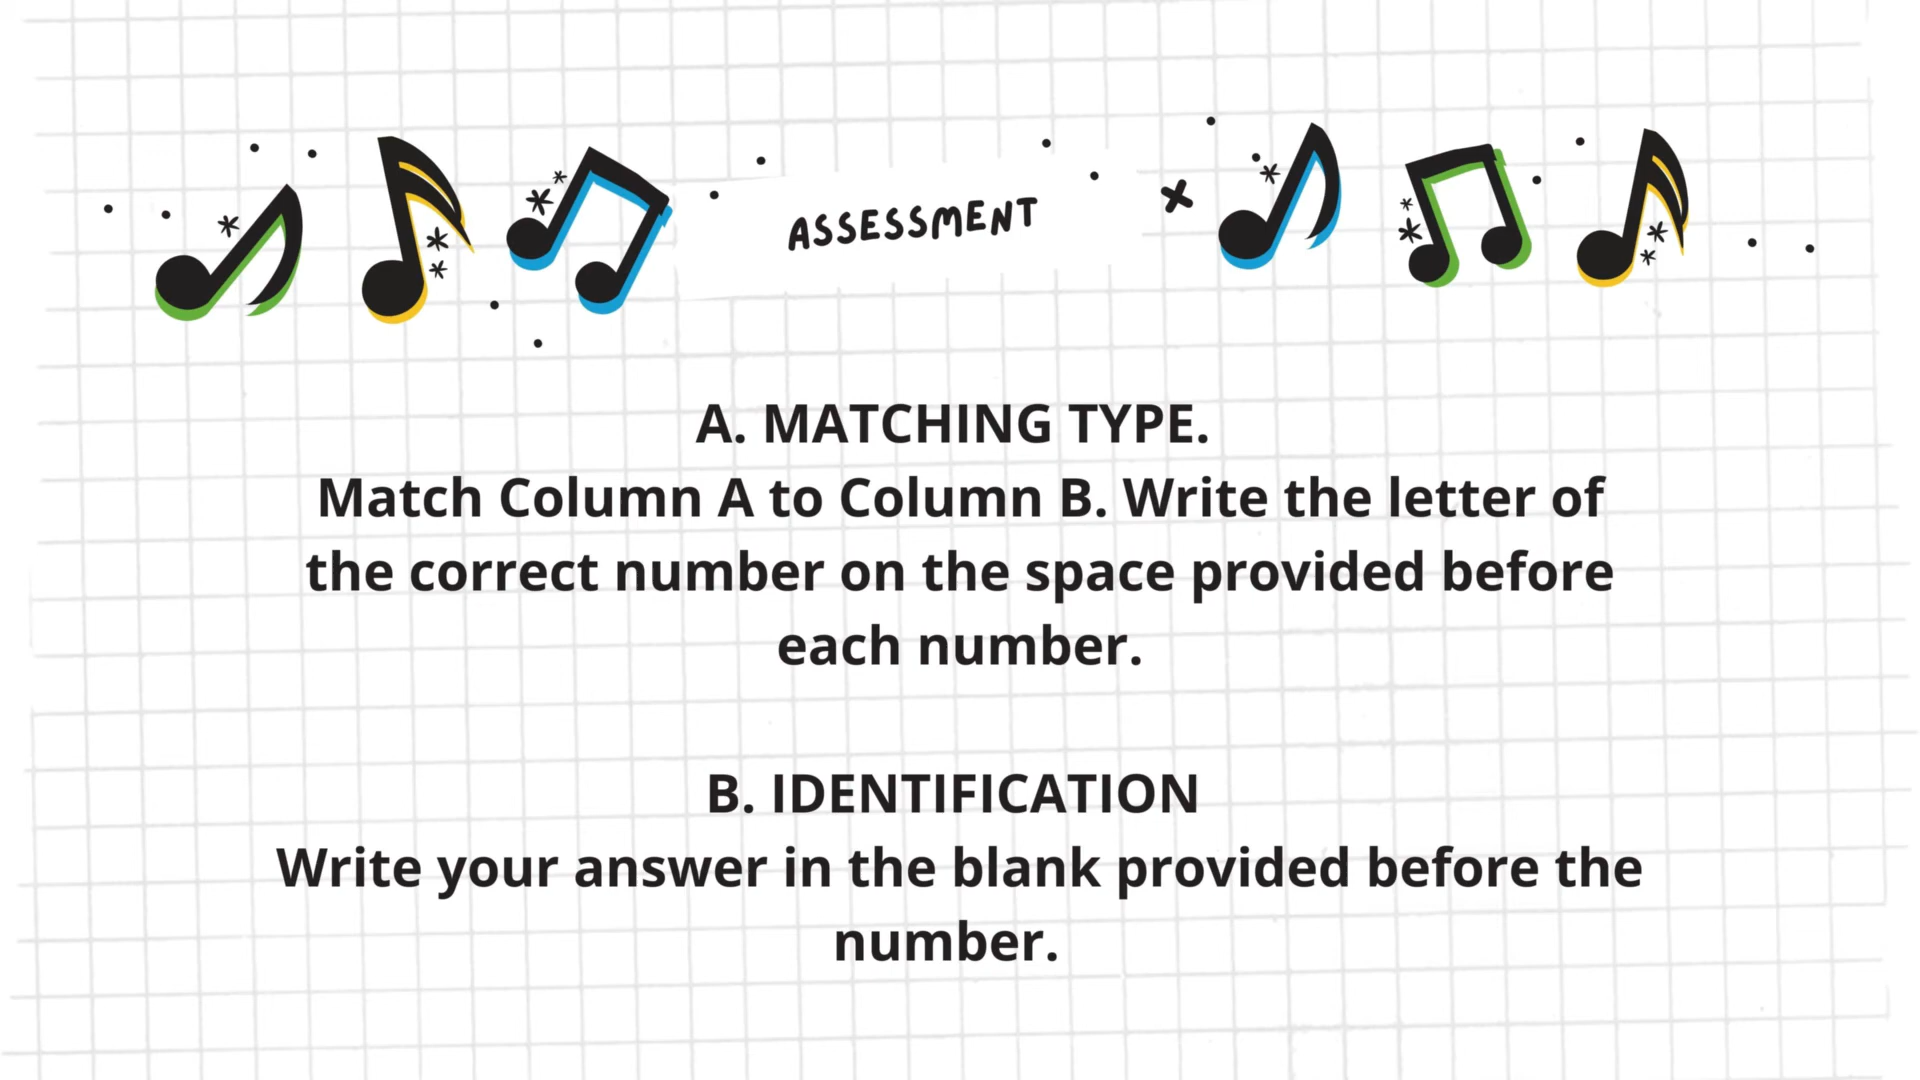 ASSESSMENT
A. MATCHING TYPE.
Match Column A to Column B. Write the letter of
the correct number on the space provided before
each number.
B. IDENTIFICATION
Write your answer in the blank provided before the
number.